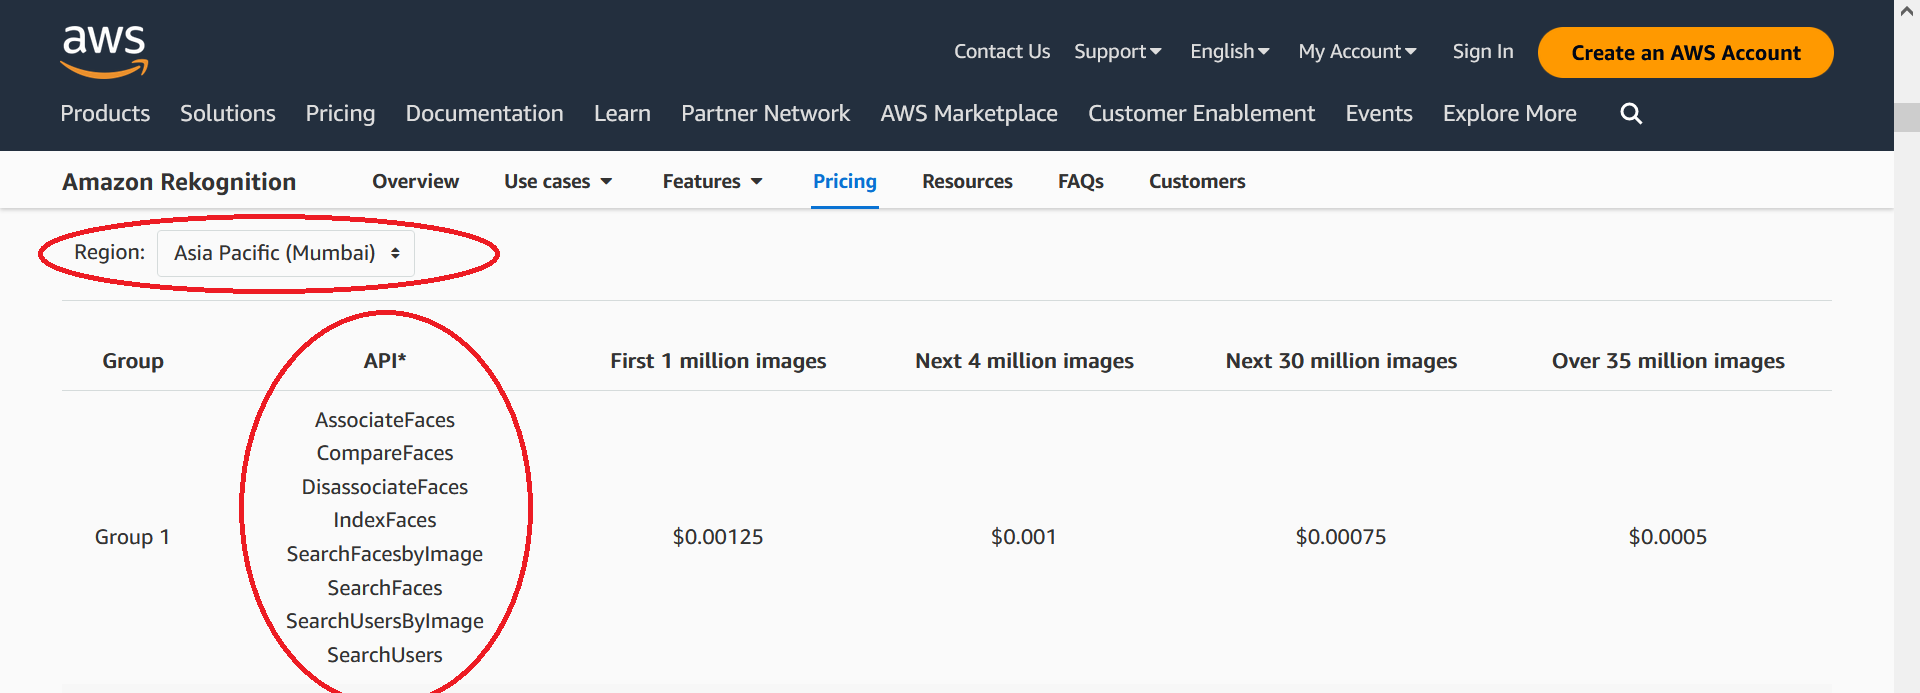 aws
Contact Us Support English My Account Sign In Create an AWS Account
Products Solutions Pricing Documentation Learn Partner Network AWS Marketplace Customer Enablement Events Explore More
Amazon Rekognition Overview Use cases Features Pricing Resources FAQs Customers
Region: Asia Pacific (Mumbai)
Group API* First 1 million images Next 4 million images Next 30 million images Over 35 million images
AssociateFaces
CompareFaces
DisassociateFaces
IndexFaces
Group 1 $0.00125 $0.001 $0.00075 $0.0005
SearchFacesbyImage
SearchFaces
SearchUsersByImage
SearchUsers